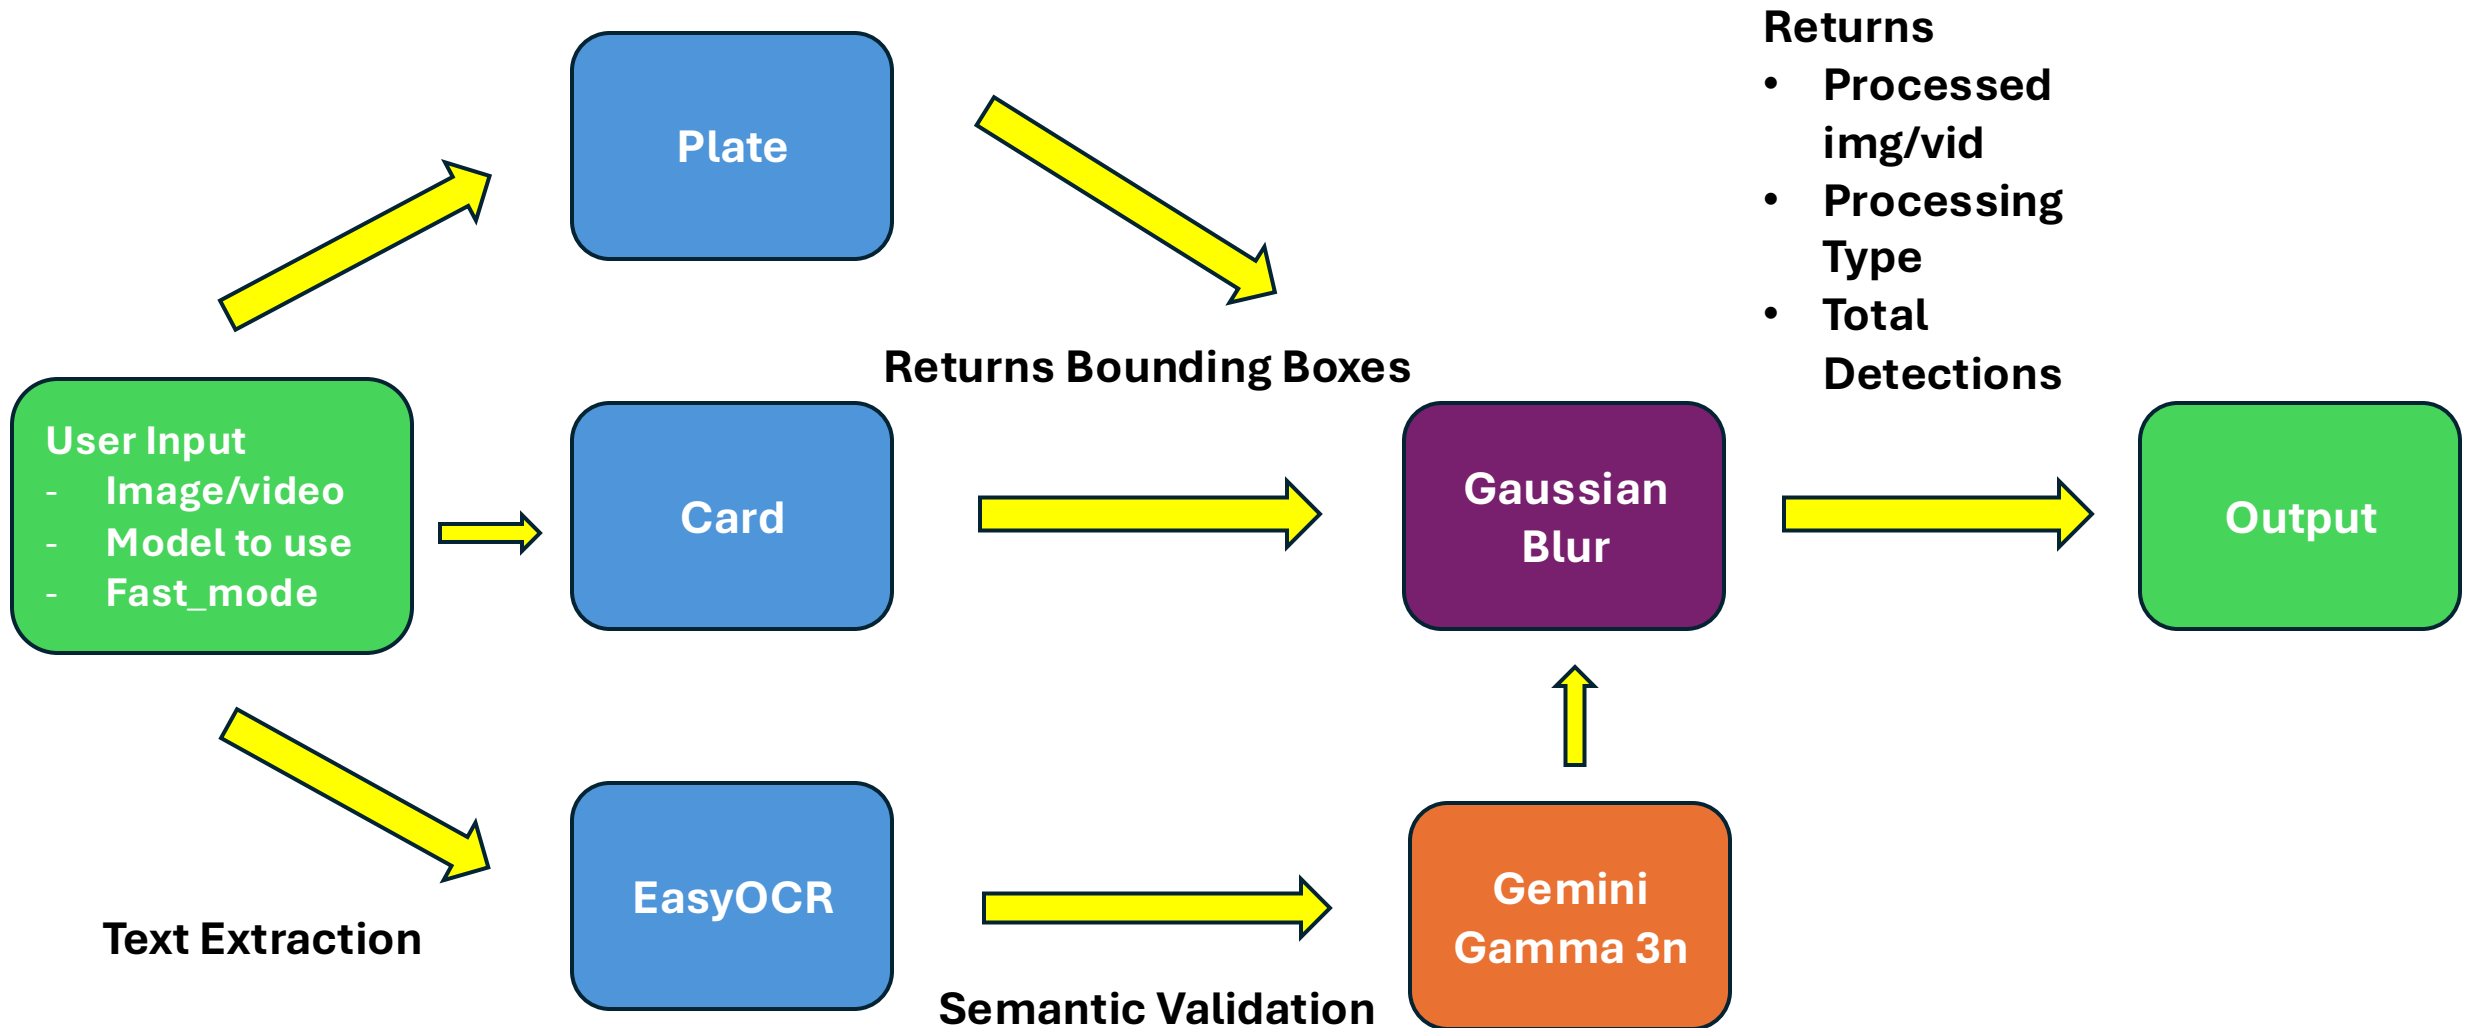 Returns
• Processed
img/vid
• Processing
Type
• Total
Detections
Plate
Returns Bounding Boxes
User Input
- Image/video
- Model to use
- Fast_mode
Card
Gaussian
Blur
Output
EasyOCR
Gemini
Gamma 3n
Text Extraction
Semantic Validation